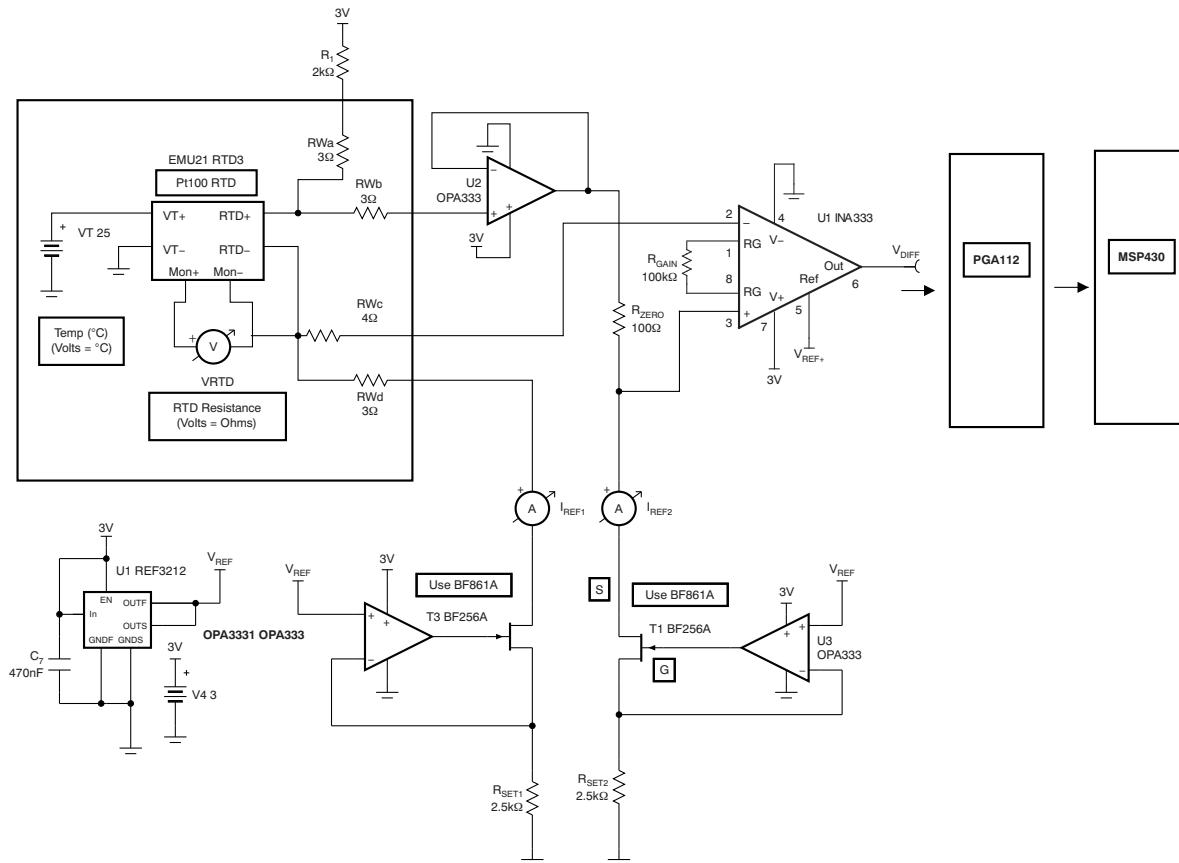 3V
R1
2kΩ
RWa
3Ω
EMU21 RTD3
Pt100 RTD
VT+
RTD+
VT−
RTD−
Mon+ Mon−
+
VT 25
RWb
3Ω
U2
OPA333
−
+
+
3V
RWc
4Ω
Temp (°C)
(Volts = °C)
+
V
VRTD
RTD Resistance
(Volts = Ohms)
RWd
3Ω
RZERO
100Ω
RGAIN
100kΩ
2
−
4
U1 INA333
RG
V−
1
8
RG
Ref
Out
6
VDIFF
V+
5
+
3
7
VREF+
3V
PGA112
MSP430
+
A
IREF1
+
A
IREF2
3V
U1 REF3212
VREF
EN
In
OUTF
OUTS
GNDF GNDS
C7
470nF
3V
+
V4 3
OPA3331 OPA333
VREF
3V
+
+
−
Use BF861A
T3 BF256A
S
Use BF861A
T1 BF256A
G
3V
VREF
+
+
U3
OPA333
−
RSET1
2.5kΩ
RSET2
2.5kΩ